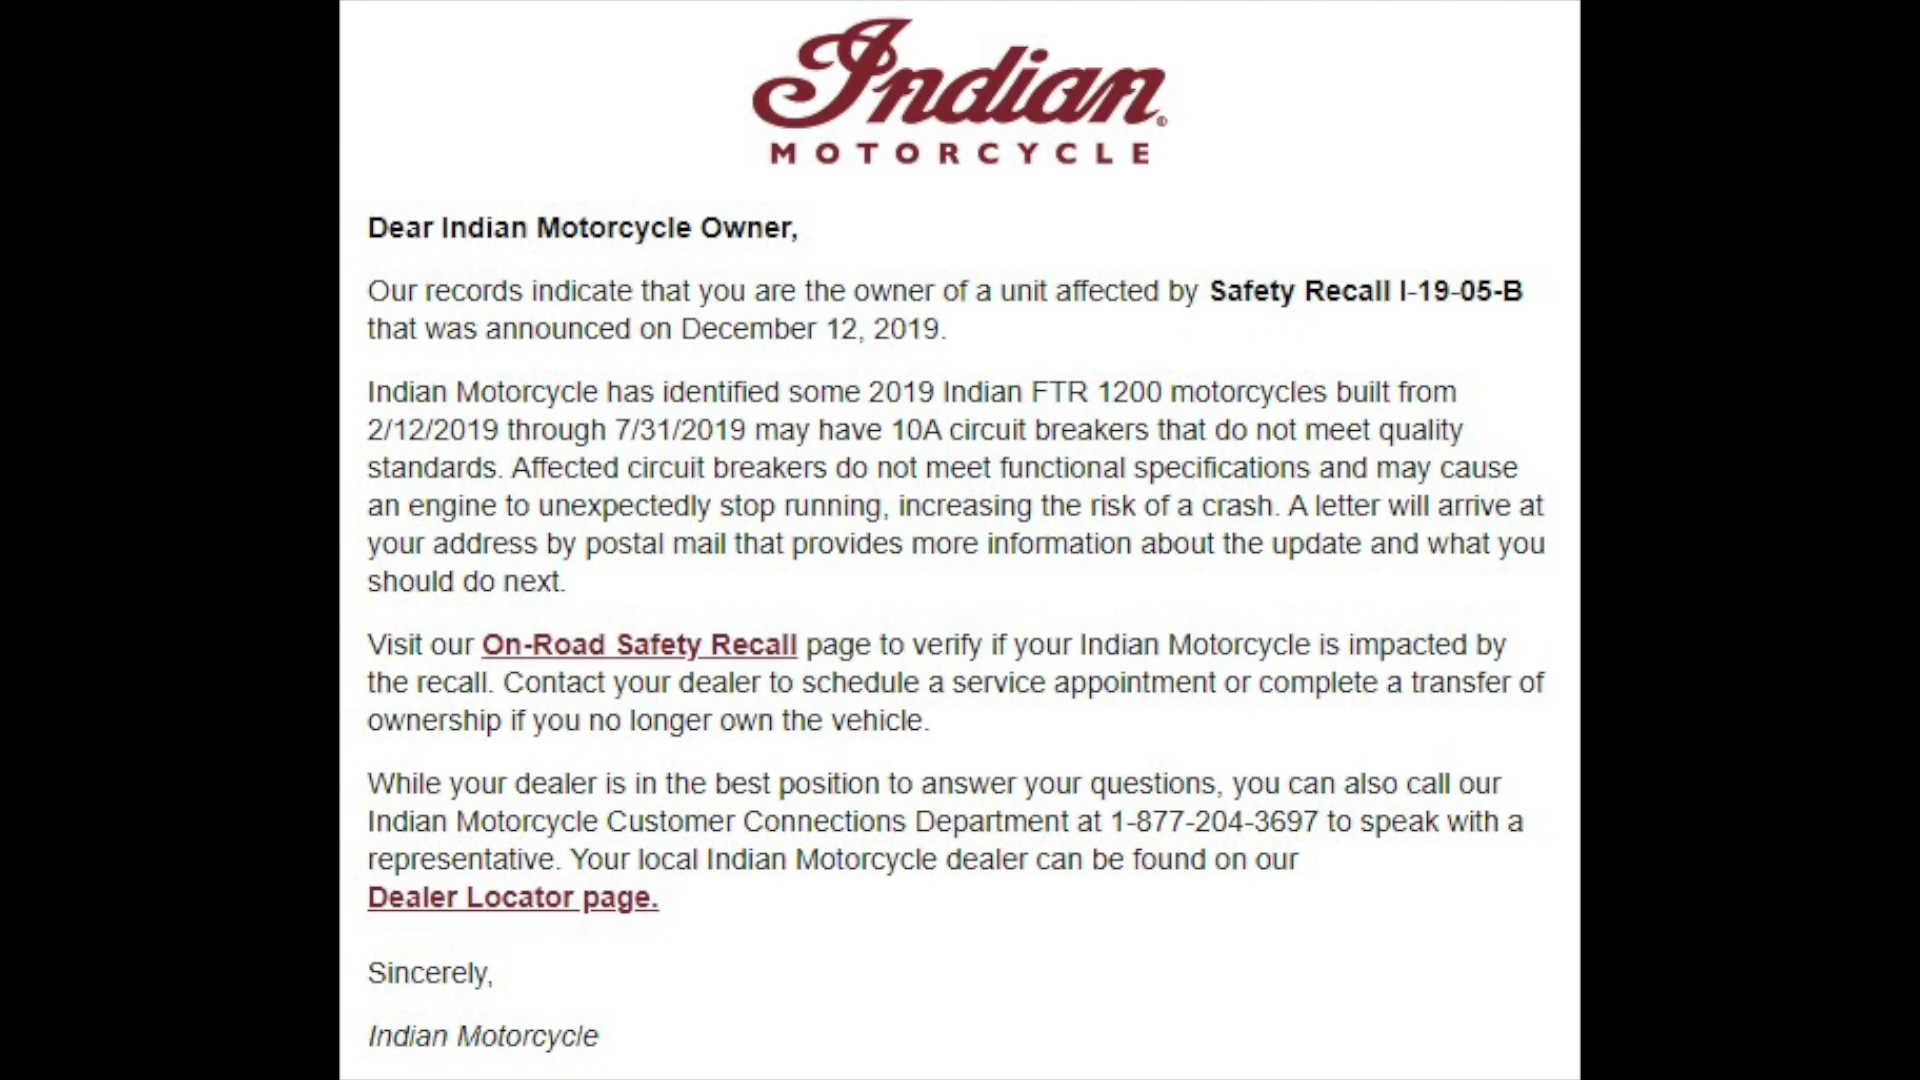 Indian®
MOTORCYCLE
Dear Indian Motorcycle Owner,
Our records indicate that you are the owner of a unit affected by Safety Recall I-19-05-B
that was announced on December 12, 2019.
Indian Motorcycle has identified some 2019 Indian FTR 1200 motorcycles built from
2/12/2019 through 7/31/2019 may have 10A circuit breakers that do not meet quality
standards. Affected circuit breakers do not meet functional specifications and may cause
an engine to unexpectedly stop running, increasing the risk of a crash. A letter will arrive at
your address by postal mail that provides more information about the update and what you
should do next.
Visit our On-Road Safety Recall page to verify if your Indian Motorcycle is impacted by
the recall. Contact your dealer to schedule a service appointment or complete a transfer of
ownership if you no longer own the vehicle.
While your dealer is in the best position to answer your questions, you can also call our
Indian Motorcycle Customer Connections Department at 1-877-204-3697 to speak with a
representative. Your local Indian Motorcycle dealer can be found on our
Dealer Locator page.
Sincerely,
Indian Motorcycle